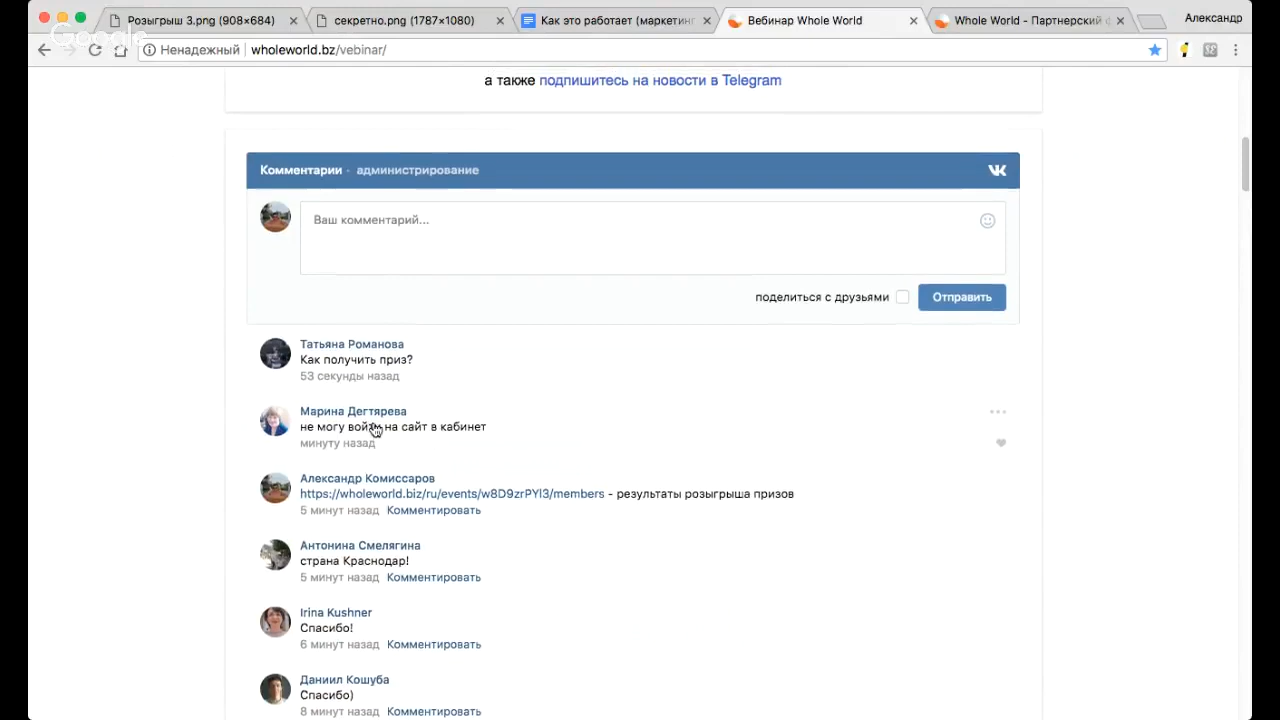 Розыгрыш 3.png (908×684)
секретно.png (1787×1080)
Как это работает (маркетинг
Вебинар Whole World
Whole World - Партнерский
Александр
Google
Ненадежный
wholeworld.bz/vebinar/
а также подпишитесь на новости в Telegram
Комментарии - администрирование
Ваш комментарий...
поделиться с друзьями
Отправить
Татьяна Романова
Как получить приз?
53 секунды назад
Марина Дегтярева
не могу войти на сайт в кабинет
минуту назад
Александр Комиссаров
https://wholeworld.biz/ru/events/w8D9zrPYl3/members - результаты розыгрыша призов
5 минут назад Комментировать
Антонина Смелягина
страна Краснодар!
5 минут назад Комментировать
Irina Kushner
Спасибо!
6 минут назад Комментировать
Даниил Кошуба
Спасибо)
8 минут назад Комментировать